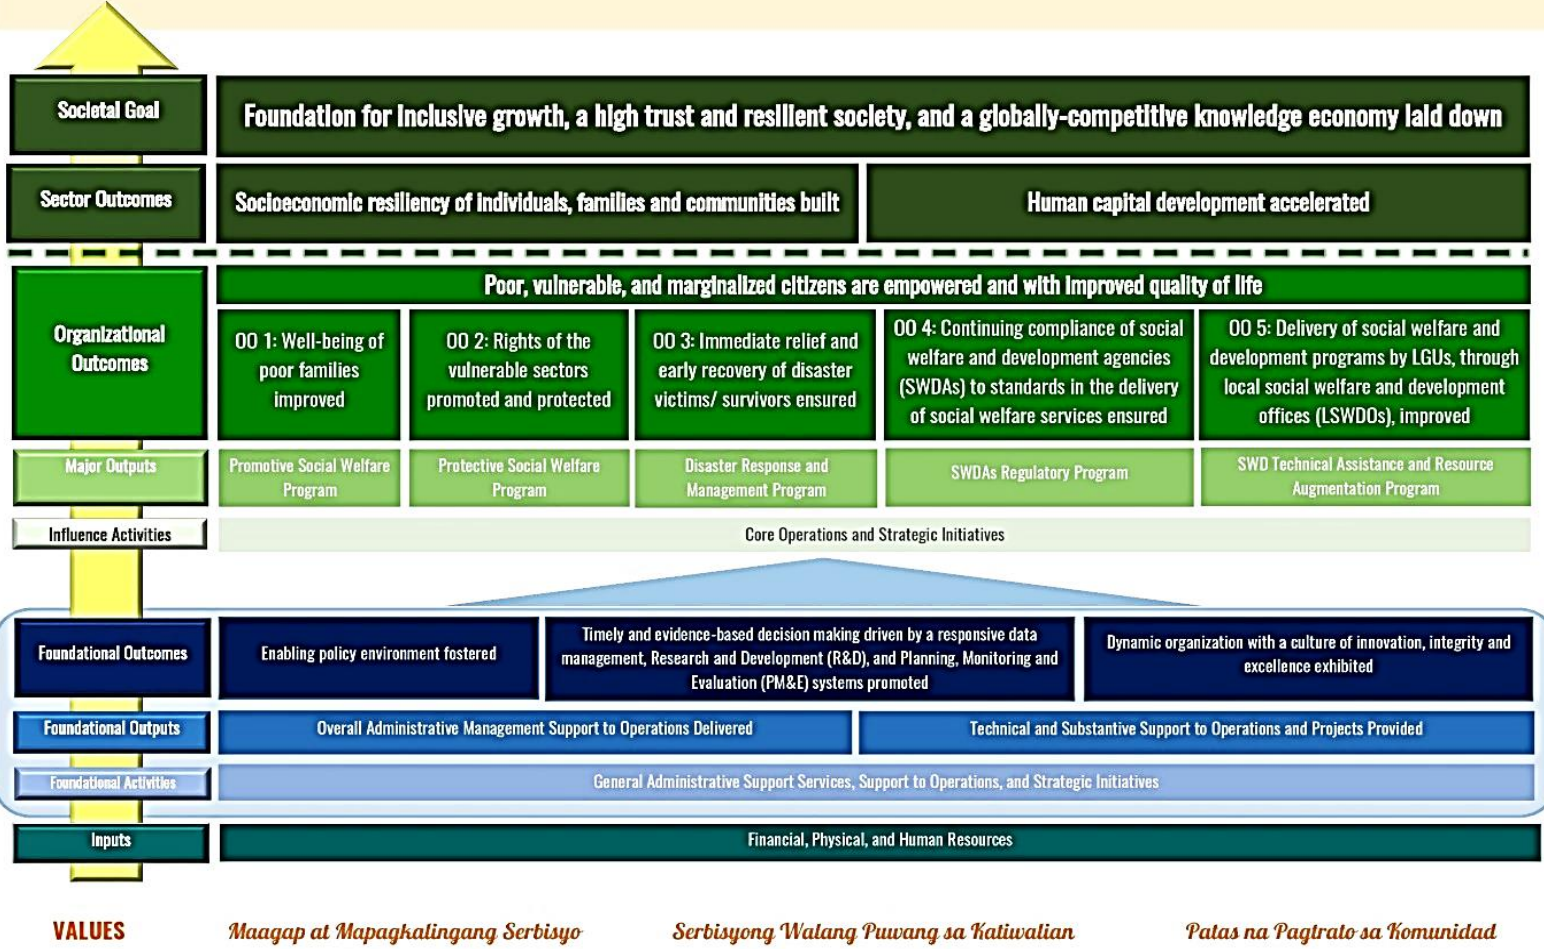 Societal Goal
Foundation for inclusive growth, a high trust and resilient society, and a globally-competitive knowledge economy laid down
Sector Outcomes
Socioeconomic resiliency of individuals, families and communities built
Human capital development accelerated
Organizational
Outcomes
Poor, vulnerable, and marginalized citizens are empowered and with improved quality of life
OO 1: Well-being of
poor families
improved
OO 2: Rights of the
vulnerable sectors
promoted and protected
OO 3: Immediate relief and
early recovery of disaster
victims/ survivors ensured
OO 4: Continuing compliance of social
welfare and development agencies
(SWDAs) to standards in the delivery
of social welfare services ensured
OO 5: Delivery of social welfare and
development programs by LGUs, through
local social welfare and development
offices (LSWDOs), improved
Major Outputs
Promotive Social Welfare
Program
Protective Social Welfare
Program
Disaster Response and
Management Program
SWDAs Regulatory Program
SWD Technical Assistance and Resource
Augmentation Program
Influence Activities
Core Operations and Strategic Initiatives
Foundational Outcomes
Enabling policy environment fostered
Timely and evidence-based decision making driven by a responsive data
management, Research and Development (R&D), and Planning, Monitoring and
Evaluation (PM&E) systems promoted
Dynamic organization with a culture of innovation, integrity and
excellence exhibited
Foundational Outputs
Overall Administrative Management Support to Operations Delivered
Technical and Substantive Support to Operations and Projects Provided
Foundational Activities
General Administrative Support Services, Support to Operations, and Strategic Initiatives
Inputs
Financial, Physical, and Human Resources
VALUES
Maagap at Mapagkalingang Serbisyo
Serbisyong Walang Puwang sa Katiwalian
Patas na Pagtrato sa Komunidad